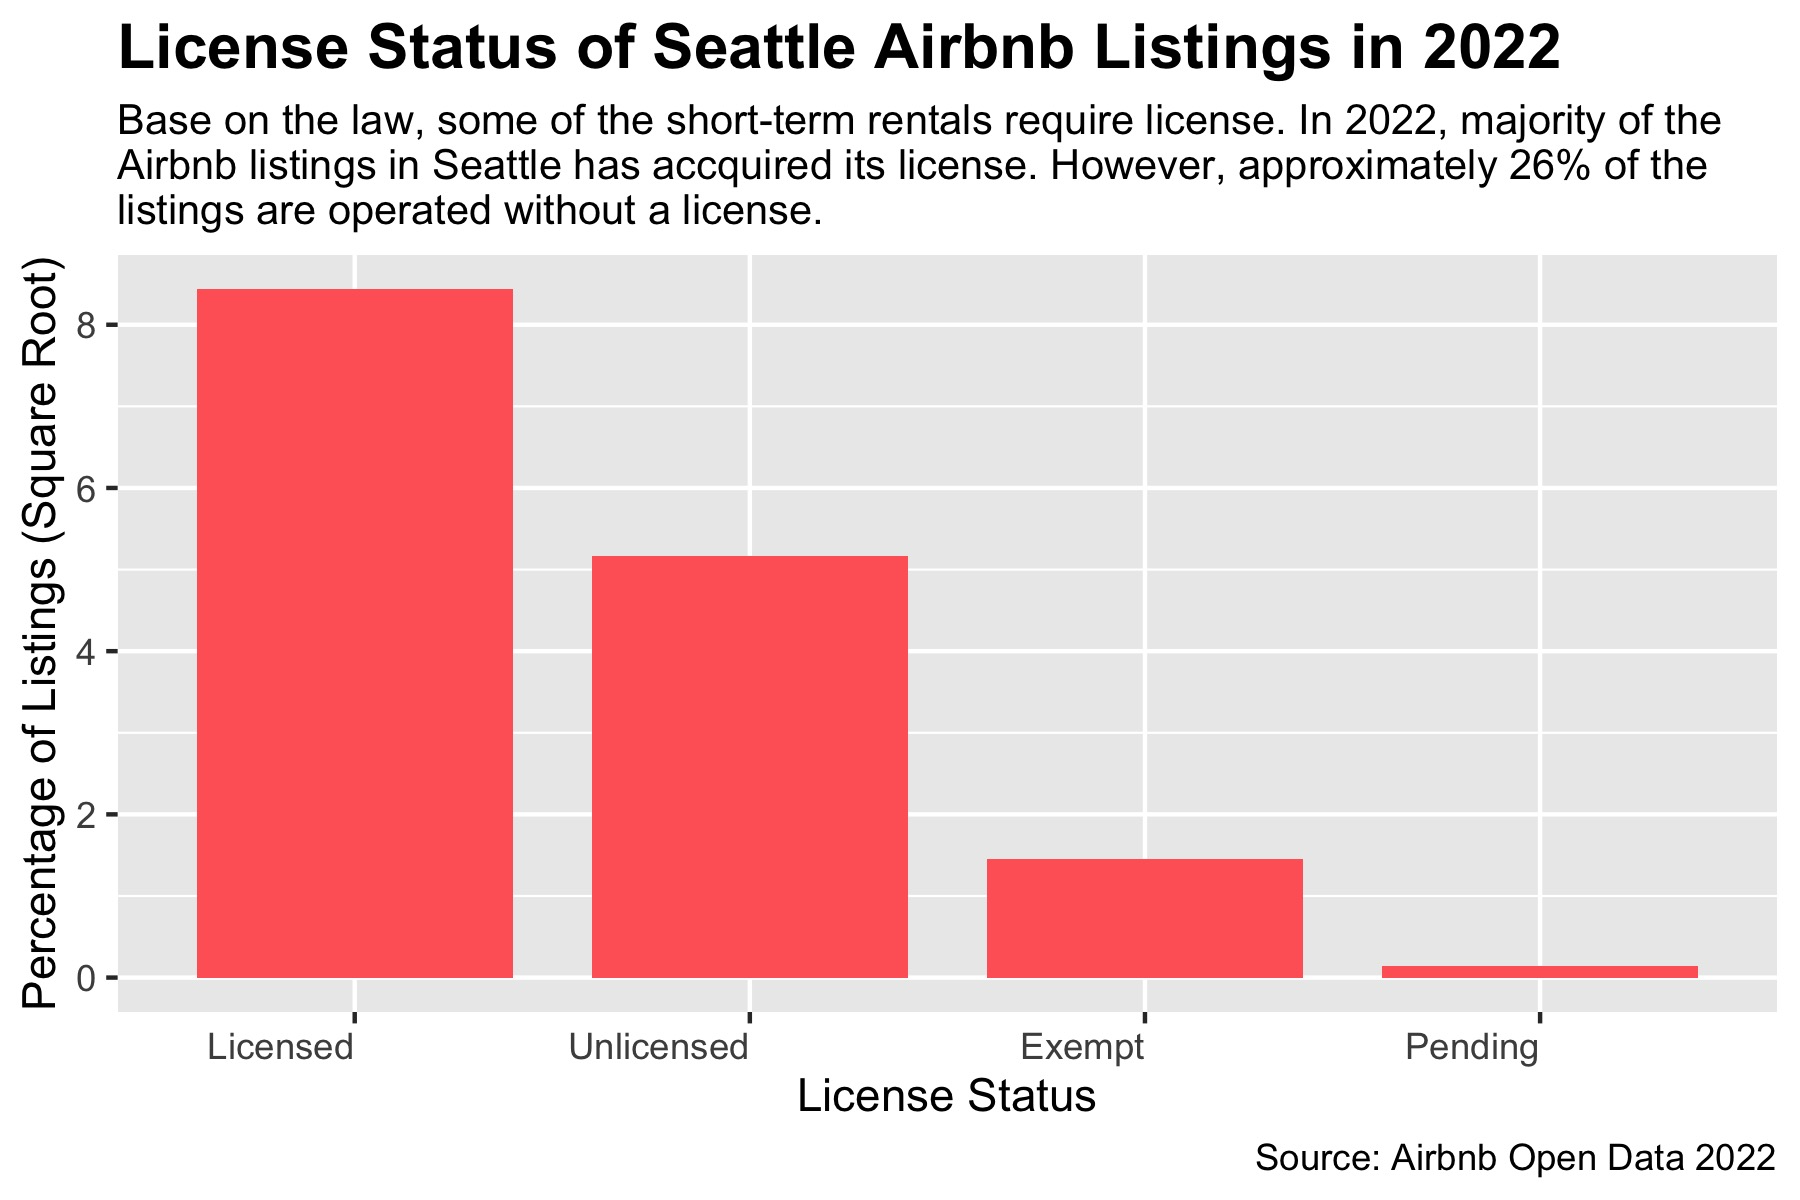 License Status of Seattle Airbnb Listings in 2022
Base on the law, some of the short-term rentals require license. In 2022, majority of the
Airbnb listings in Seattle has accquired its license. However, approximately 26% of the
listings are operated without a license.
Percentage of Listings (Square Root)
8
6
4
2
0
Licensed Unlicensed Exempt Pending
License Status
Source: Airbnb Open Data 2022